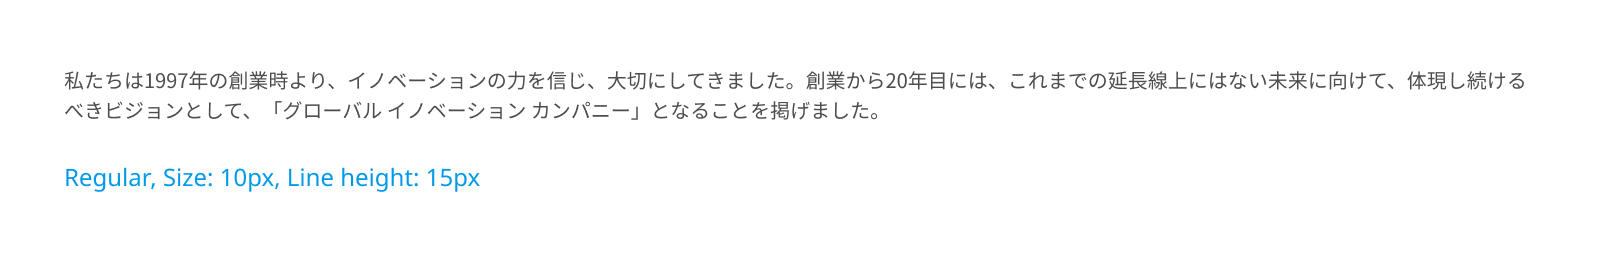 私たちは1997年の創業時より、イノベーションの力を信じ、大切にしてきました。創業から20年目には、これまでの延長線上にはない未来に向けて、体現し続ける
べきビジョンとして、「グローバル イノベーション カンパニー」となることを掲げました。
Regular, Size: 10px, Line height: 15px